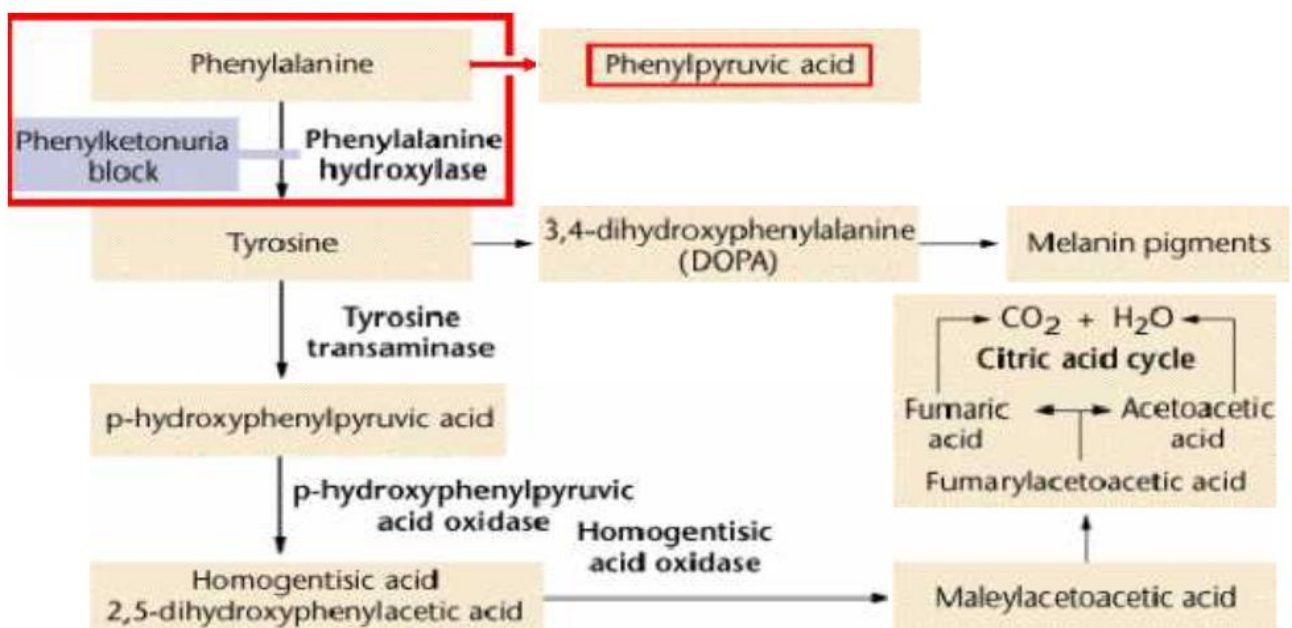 Phenylalanine
Phenylpyruvic acid
Phenylketonuria
block
Phenylalanine
hydroxylase
Tyrosine
3,4-dihydroxyphenylalanine
(DOPA)
Melanin pigments
Tyrosine
transaminase
CO2 + H2O
Citric acid cycle
Fumaric
acid
Acetoacetic
acid
Fumarylacetoacetic acid
p-hydroxyphenylpyruvic acid
p-hydroxyphenylpyruvic
acid oxidase
Homogentisic
acid oxidase
Homogentisic acid
2,5-dihydroxyphenylacetic acid
Maleylacetoacetic acid